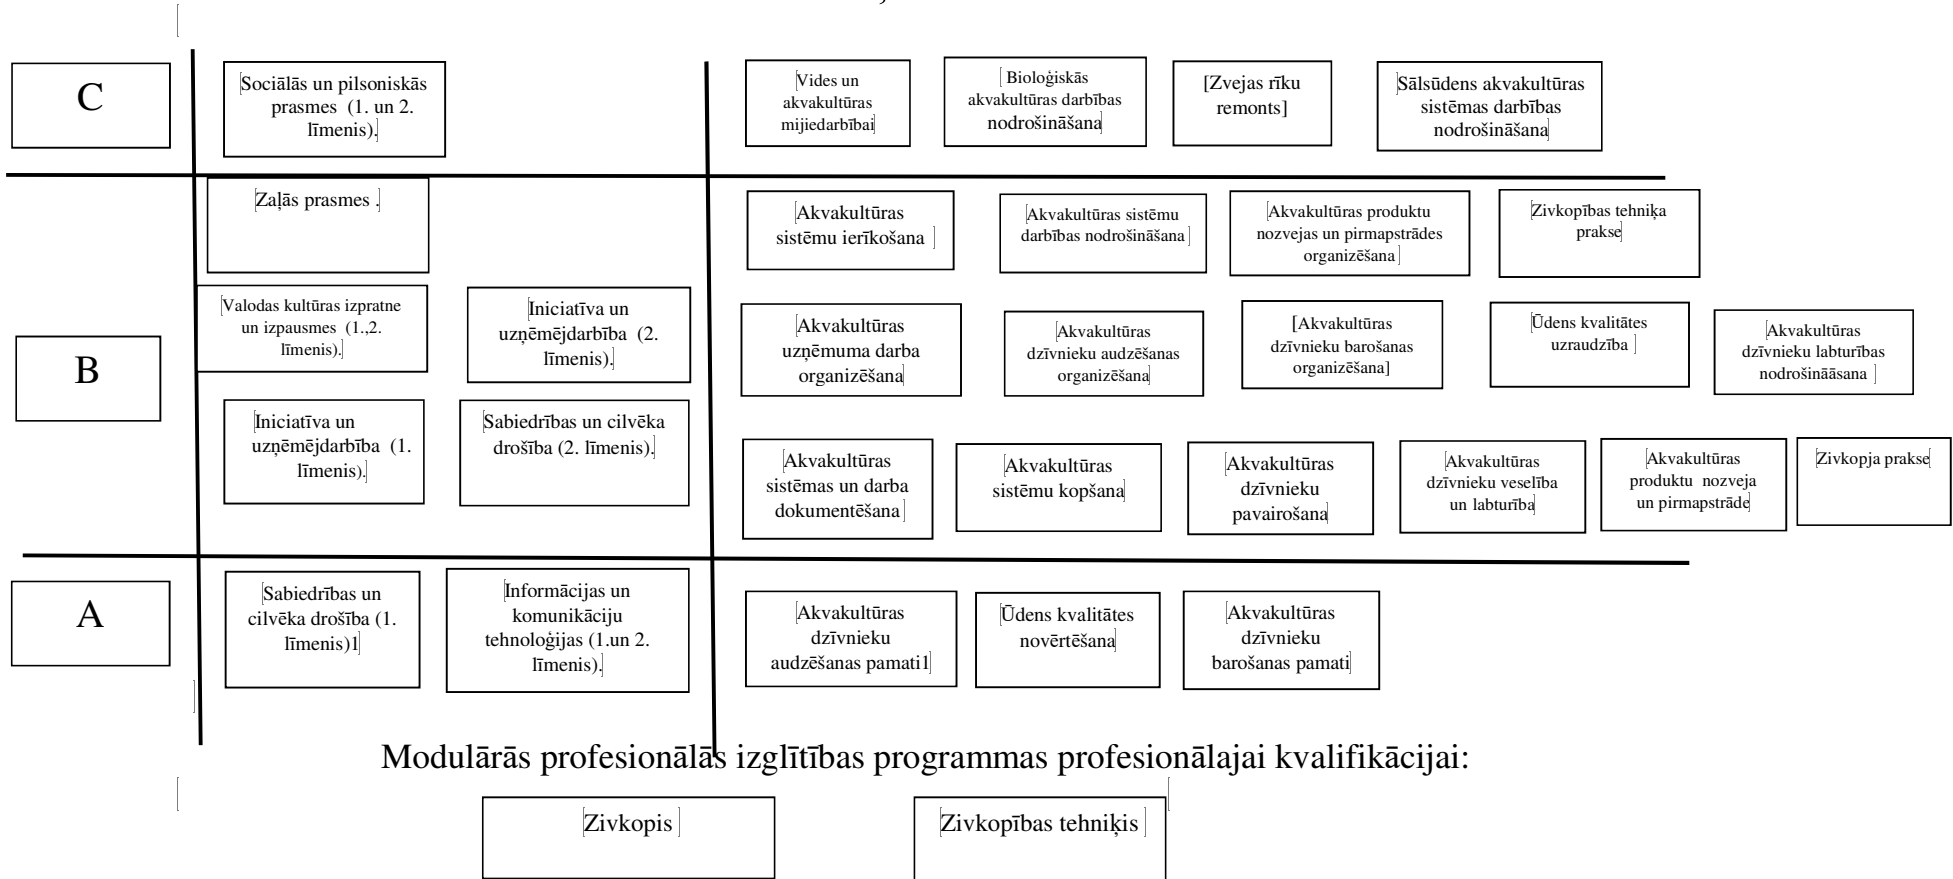 C
[Sociālās un pilsoniskās
prasmes (1. un 2.
līmenis).]
[Vides un
akvakultūras
mijiedarbībai]
[ Bioloģiskās
akvakultūras darbības
nodrošināšana]
[Zvejas rīku
remonts]
[Sālsūdens akvakultūras
sistēmas darbības
nodrošināšana]
[Zaļās prasmes .]
[Akvakultūras
sistēmu ierīkošana ]
[Akvakultūras sistēmu
darbības nodrošināšana ]
[Akvakultūras produktu
nozvejas un pirmapstrādes
organizēšana ]
[Zivkopības tehniķa
prakse]
B
[Valodas kultūras izpratne
un izpausmes (1.,2.
līmenis).]
[Iniciatīva un
uzņēmējdarbība (2.
līmenis).]
[Akvakultūras
uzņēmuma darba
organizēšana]
[Akvakultūras
dzīvnieku audzēšanas
organizēšana]
[Akvakultūras
dzīvnieku barošanas
organizēšana]
[Ūdens kvalitātes
uzraudzība ]
[Akvakultūras
dzīvnieku labturības
nodrošināāsana ]
[Iniciatīva un
uzņēmējdarbība (1.
līmenis).]
[Sabiedrības un cilvēka
drošība (2. līmenis).]
[Akvakultūras
sistēmas un darba
dokumentēšana ]
[Akvakultūras
sistēmu kopšana]
[Akvakultūras
dzīvnieku
pavairošana]
[Akvakultūras
dzīvnieku veselība
un labturība]
[Akvakultūras
produktu nozveja
un pirmapstrāde]
[Zivkopja prakse]
A
[Sabiedrības un
cilvēka drošība (1.
līmenis)1]
[Informācijas un
komunikāciju
tehnoloģijas (1.un 2.
līmenis).]
[Akvakultūras
dzīvnieku
audzēšanas pamati1]
[Ūdens kvalitātes
novērtēšana]
[Akvakultūras
dzīvnieku
barošanas pamati]
Modulārās profesionālās izglītības programmas profesionālajai kvalifikācijai:
[Zivkopis ]
[Zivkopības tehniķis ]